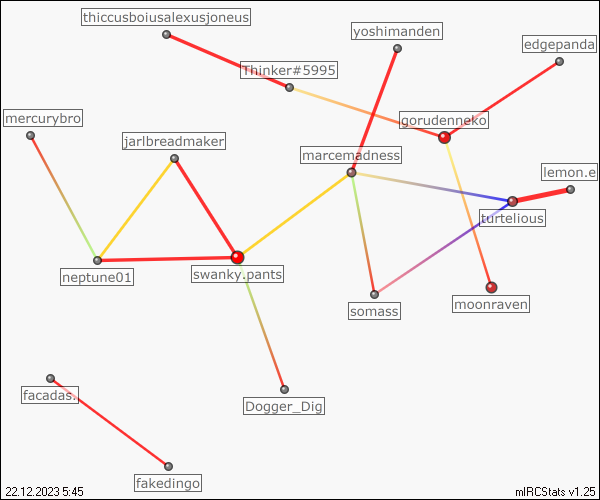 thiccusboiusalexusjoneus
yoshimanden
edgepanda
Thinker#5995
mercurybro
gorudenneko
jarlbreadmaker
marcemadness
lemon.e
turtelious
neptune01
swanky.pants
somass
moonraven
facadas.
Dogger_Dig
fakedingo
22.12.2023 5:45
mIRCStats v1.25